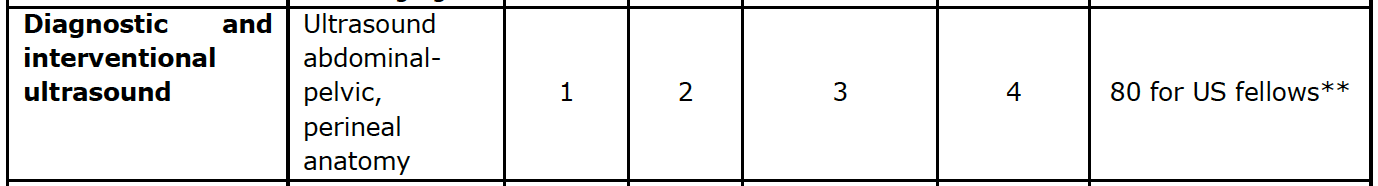 Diagnostic and
interventional
ultrasound
Ultrasound
abdominal-
pelvic,
perineal
anatomy
1
2
3
4
80 for US fellows**